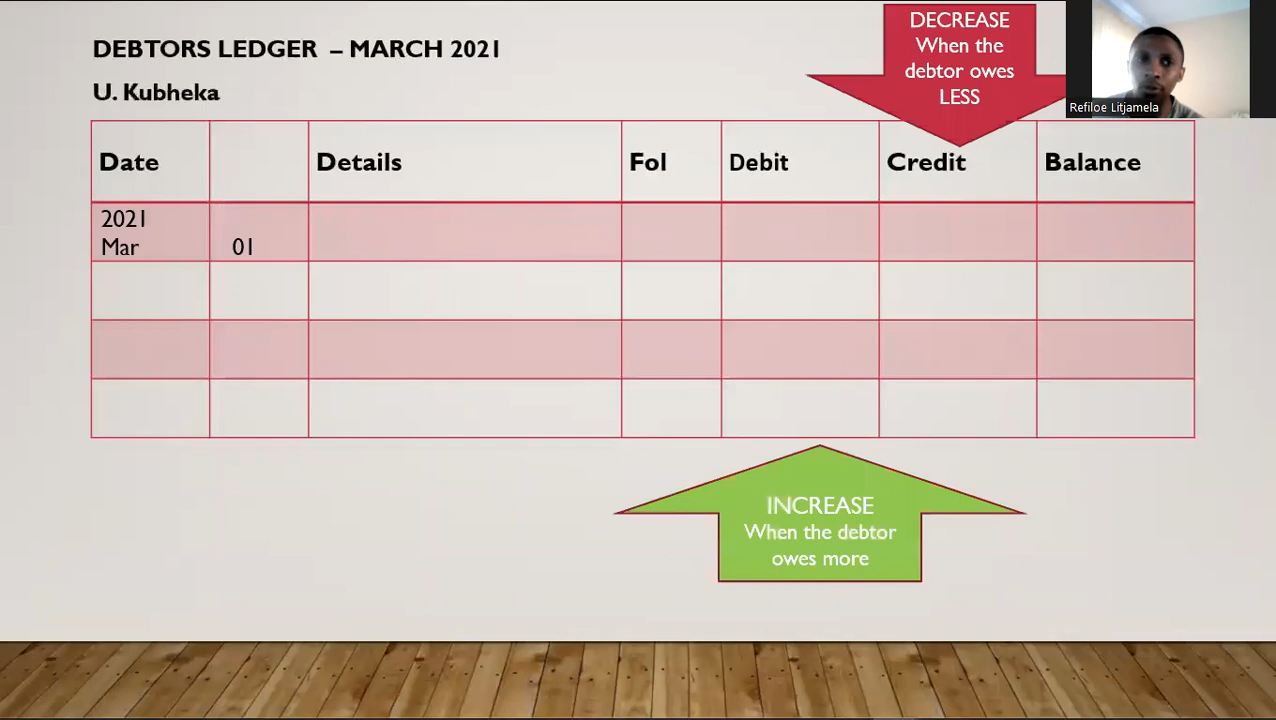 DEBTORS LEDGER – MARCH 2021
U. Kubheka
DECREASE
When the
debtor owes
LESS
Refiloe Litjamela
Date Details Fol Debit Credit Balance
2021
Mar 01
INCREASE
When the debtor
owes more